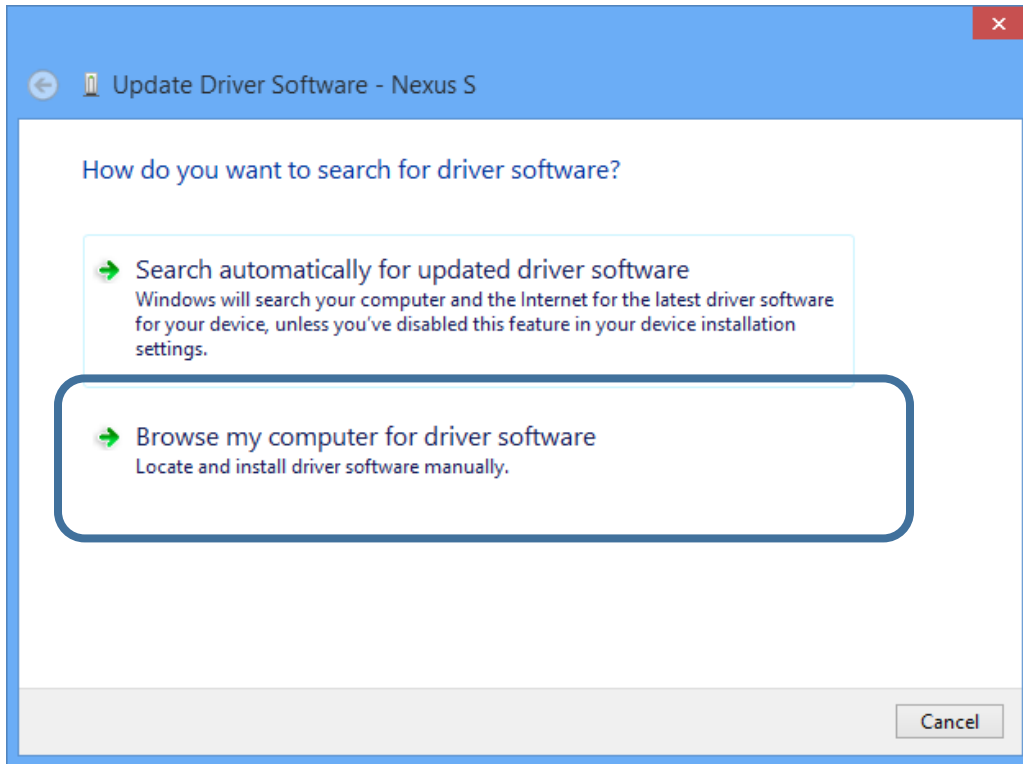 Update Driver Software - Nexus S
How do you want to search for driver software?
Search automatically for updated driver software
Windows will search your computer and the Internet for the latest driver software
for your device, unless you've disabled this feature in your device installation
settings.
Browse my computer for driver software
Locate and install driver software manually.
Cancel